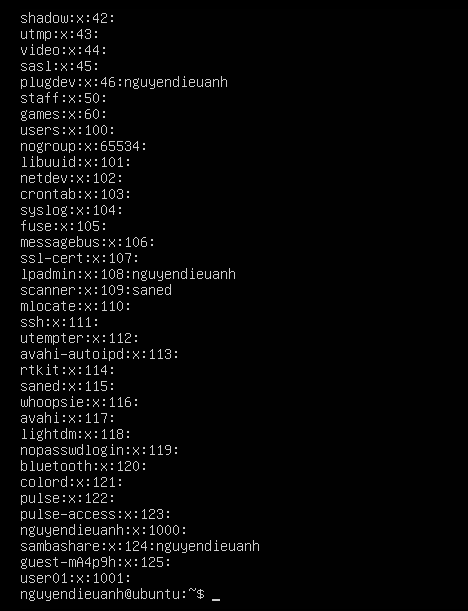 shadow:x:42:
utmp:x:43:
video:x:44:
sasl:x:45:
plugdev:x:46:nguyendieuanh
staff:x:50:
games:x:60:
users:x:100:
nogroup:x:65534:
libuuid:x:101:
netdev:x:102:
crontab:x:103:
syslog:x:104:
fuse:x:105:
messagebus:x:106:
ssl-cert:x:107:
lpadmin:x:108:nguyendieuanh
scanner:x:109:saned
mlocate:x:110:
ssh:x:111:
utempter:x:112:
avahi-autoipd:x:113:
rtkit:x:114:
saned:x:115:
whoopsie:x:116:
avahi:x:117:
lightdm:x:118:
nopasswdlogin:x:119:
bluetooth:x:120:
colord:x:121:
pulse:x:122:
pulse-access:x:123:
nguyendieuanh:x:1000:
sambashare:x:124:nguyendieuanh
guest-mA4p9h:x:125:
user01:x:1001:
nguyendieuanh@ubuntu:~$ _